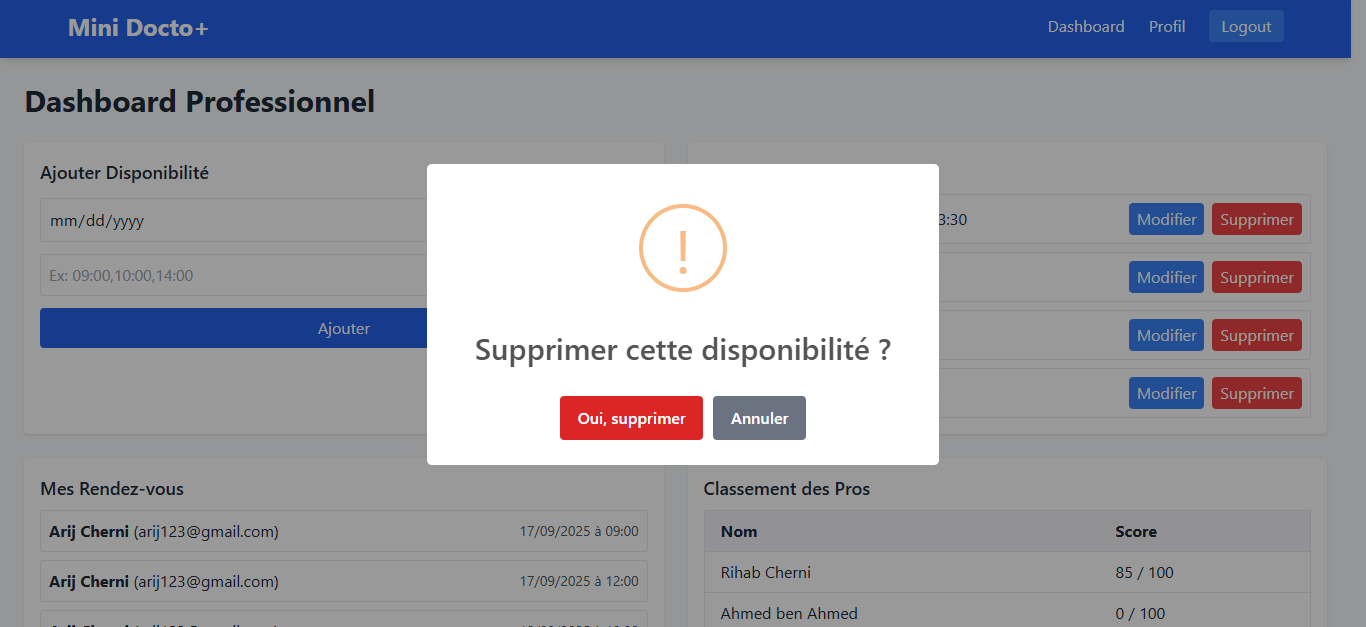 Mini Docto+
Dashboard Profil Logout
Dashboard Professionnel
Ajouter Disponibilité
mm/dd/yyyy
Ex: 09:00,10:00,14:00
Ajouter
3:30 Modifier Supprimer
Modifier Supprimer
Modifier Supprimer
Modifier Supprimer
!
Supprimer cette disponibilité ?
Oui, supprimer Annuler
Mes Rendez-vous
Arij Cherni (arij123@gmail.com) 17/09/2025 à 09:00
Arij Cherni (arij123@gmail.com) 17/09/2025 à 12:00
Classement des Pros
Nom Score
Rihab Cherni 85 / 100
Ahmed ben Ahmed 0 / 100